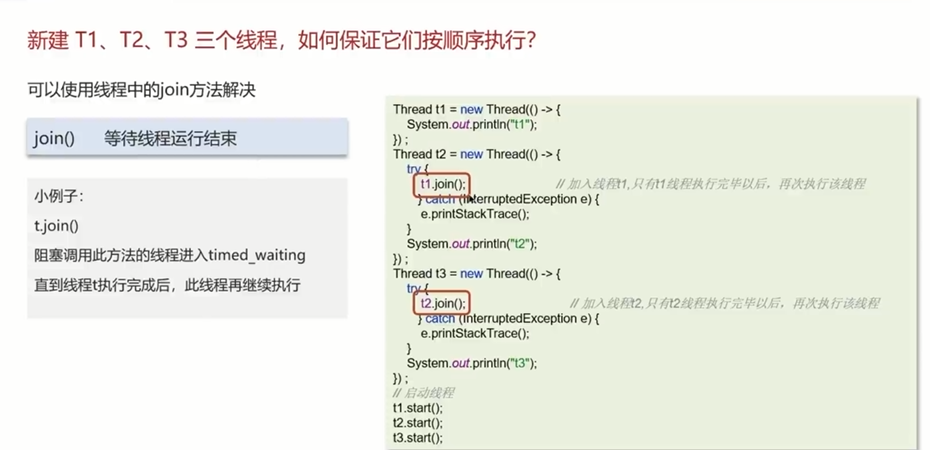 新建 T1、T2、T3 三个线程，如何保证它们按顺序执行？
可以使用线程中的join方法解决
join() 等待线程运行结束
小例子：
t.join()
阻塞调用此方法的线程进入timed_waiting
直到线程t执行完成后，此线程再继续执行
Thread t1 = new Thread(() -> {
System.out.println("t1");
}) ;
Thread t2 = new Thread(() -> {
try {
t1.join(); // 加入线程t1,只有t1线程执行完毕以后，再次执行该线程
} catch (InterruptedException e) {
e.printStackTrace();
}
System.out.println("t2");
}) ;
Thread t3 = new Thread(() -> {
try {
t2.join(); // 加入线程t2,只有t2线程执行完毕以后，再次执行该线程
} catch (InterruptedException e) {
e.printStackTrace();
}
System.out.println("t3");
}) ;
// 启动线程
t1.start();
t2.start();
t3.start();